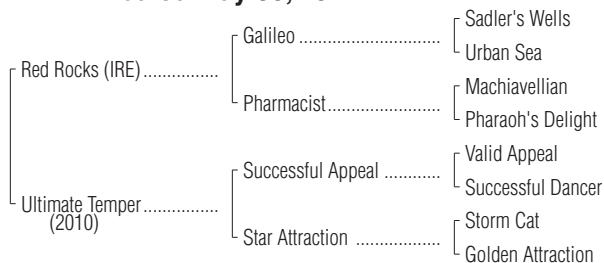 Sadler's Wells
Galileo
Urban Sea
Red Rocks (IRE)
Machiavellian
Pharmacist
Pharaoh's Delight
Valid Appeal
Successful Appeal
Successful Dancer
Ultimate Temper
(2010)
Storm Cat
Star Attraction
Golden Attraction